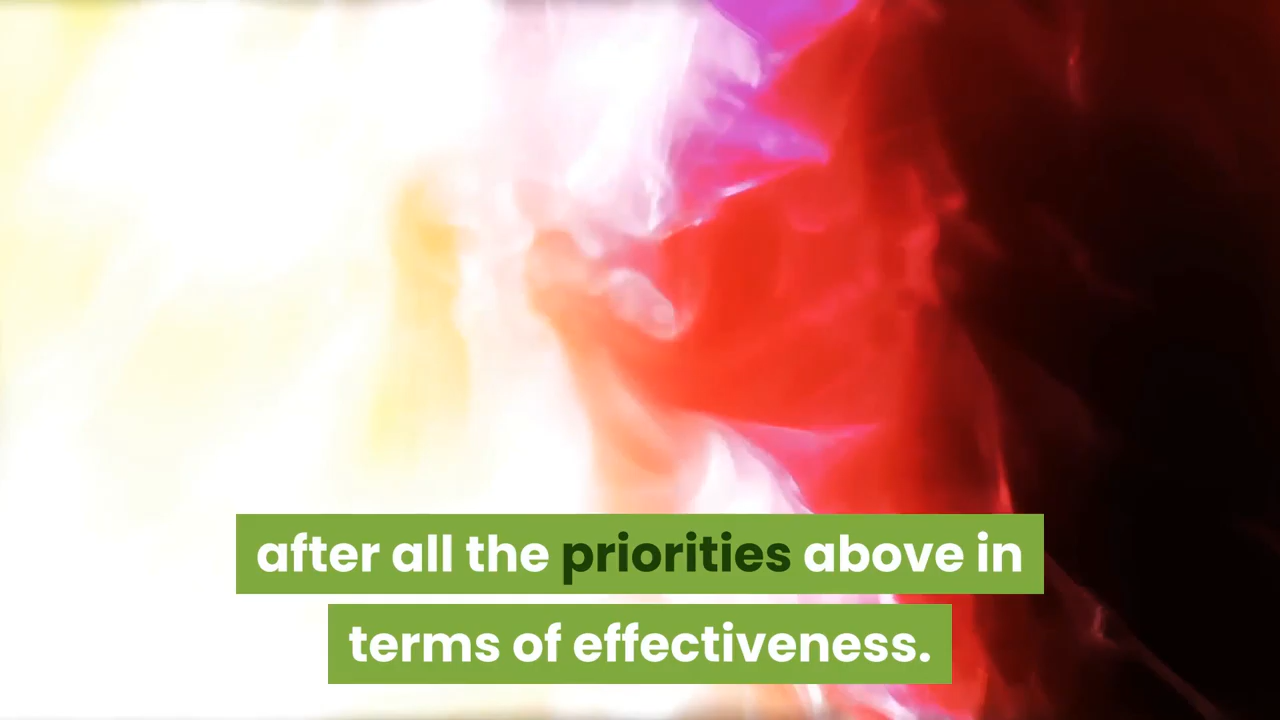 after all the priorities above in
terms of effectiveness.